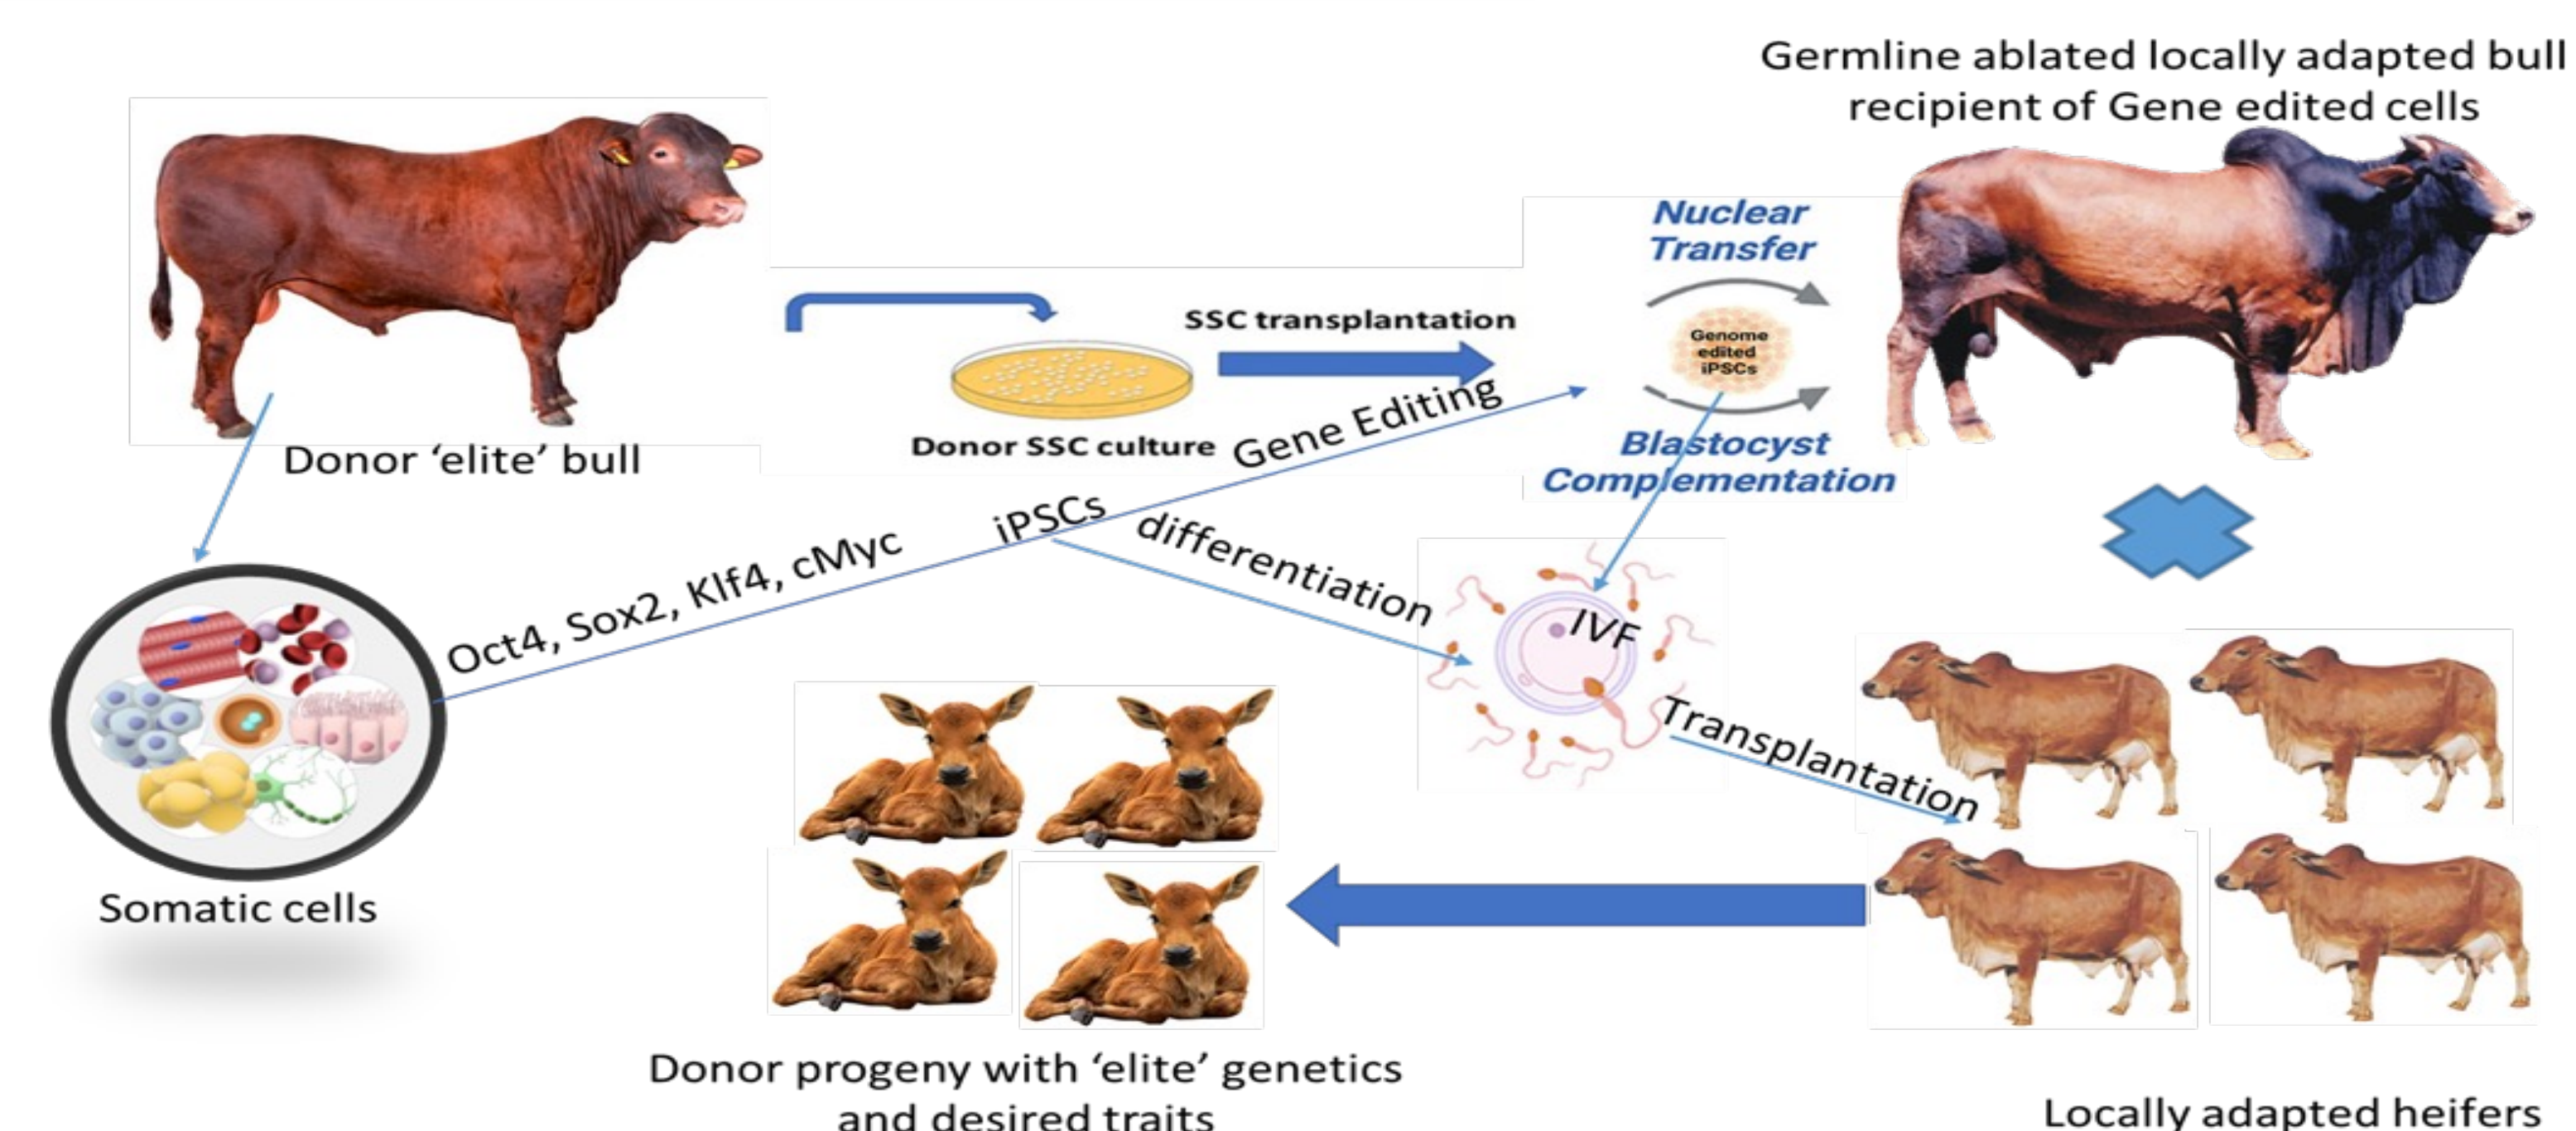 Germline ablated locally adapted bull
recipient of Gene edited cells
Nuclear
Transfer
SSC transplantation
Genome
edited
iPSCs
Donor SSC culture
Gene Editing
Blastocyst
Complementation
Donor ‘elite’ bull
Oct4, Sox2, Klf4, cMyc
iPSCs
differentiation
IVF
Transplantation
Somatic cells
Donor progeny with ‘elite’ genetics
and desired traits
Locally adapted heifers